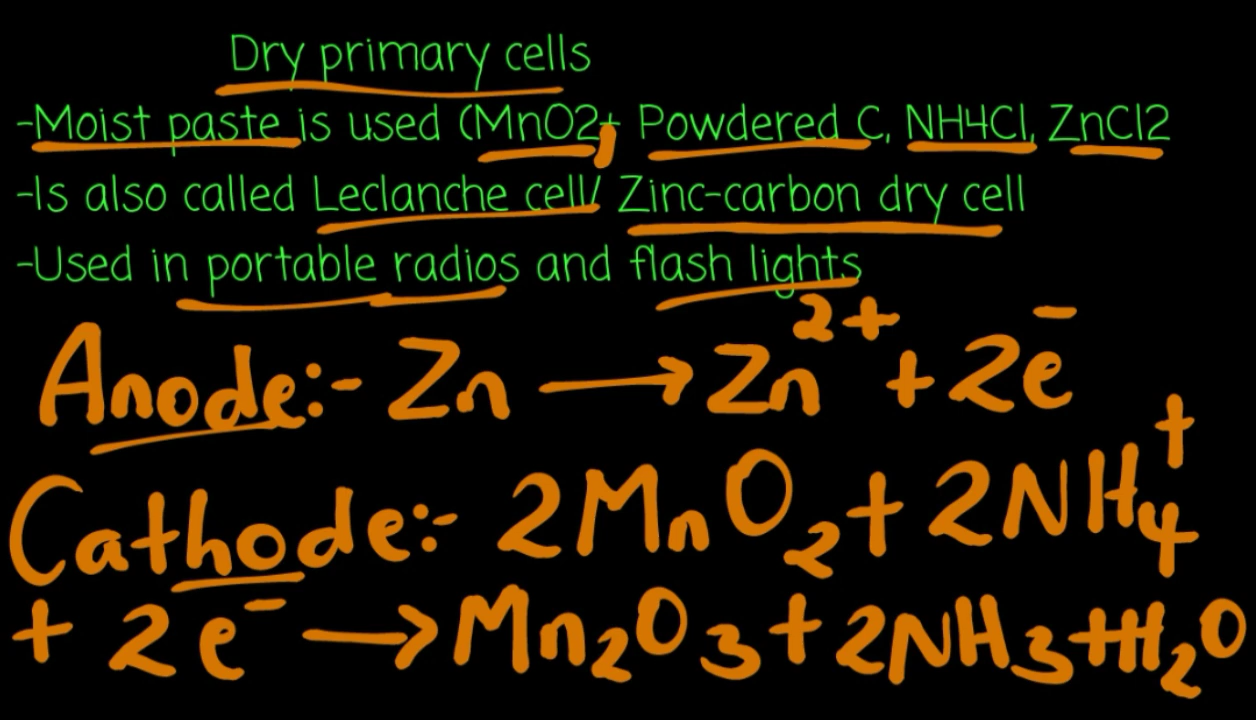 Dry primary cells
-Moist paste is used (MnO2+ Powdered C, NH4Cl, ZnCl2
-Is also called Leclanche cell/ Zinc-carbon dry cell
-Used in portable radios and flash lights
Anode:- Zn → Zn²⁺ + 2e⁻
Cathode:- 2MnO₂ + 2NH₄⁺
+ 2e⁻ → Mn₂O₃ + 2NH₃ + H₂O